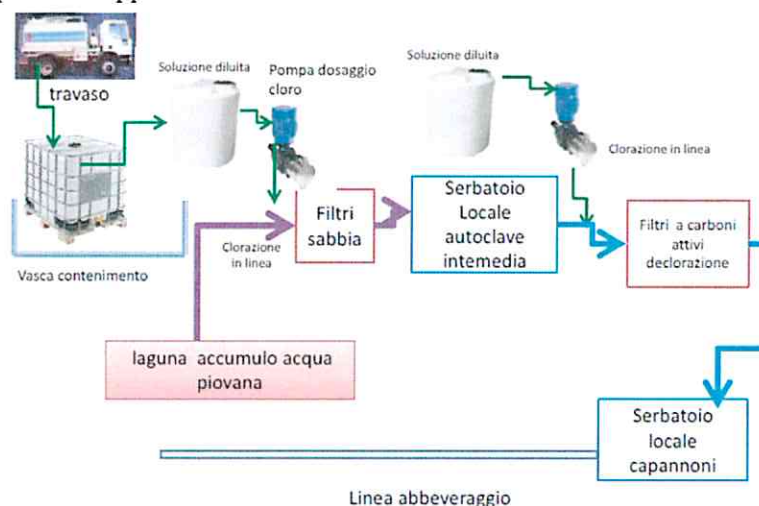 travaso
Soluzione diluita
Pompa dosaggio
cloro
Soluzione diluita
Clorazione in linea
Vasca contenimento
Clorazione
in linea
Filtri
sabbia
Serbatoio
Locale
autoclave
intemedia
Filtri a carboni
attivi
declorazione
laguna accumulo acqua
piovana
Serbatoio
locale
capannoni
Linea abbeveraggio